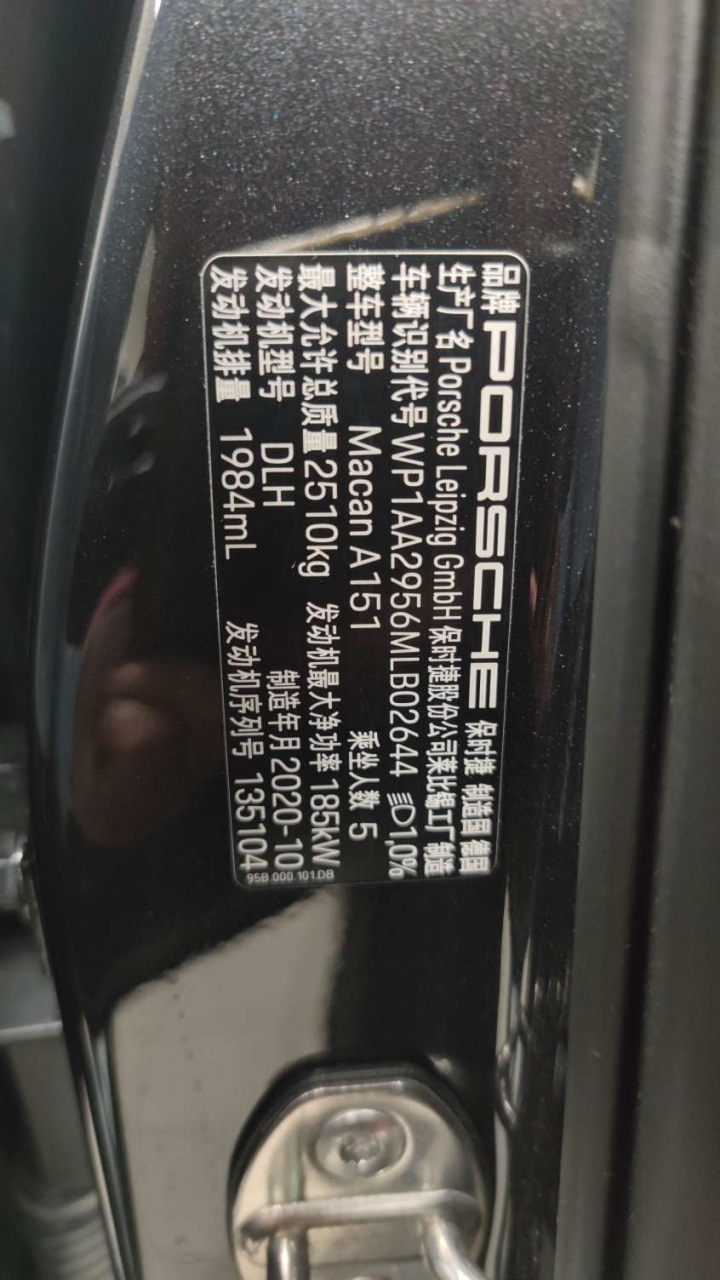 品牌 PORSCHE 保时捷 制造国 德国
生产厂名 Porsche Leipzig GmbH 保时捷股份公司莱比锡工厂 制造
车辆识别代号 WP1AA2956MLB02644 1,0%
整车型号 Macan A151 乘坐人数 5
最大允许总质量 2510kg 发动机最大净功率 185kW
发动机型号 DLH 制造年月 2020-10
发动机排量 1984mL 发动机序列号 135104
95B.000.101.DB